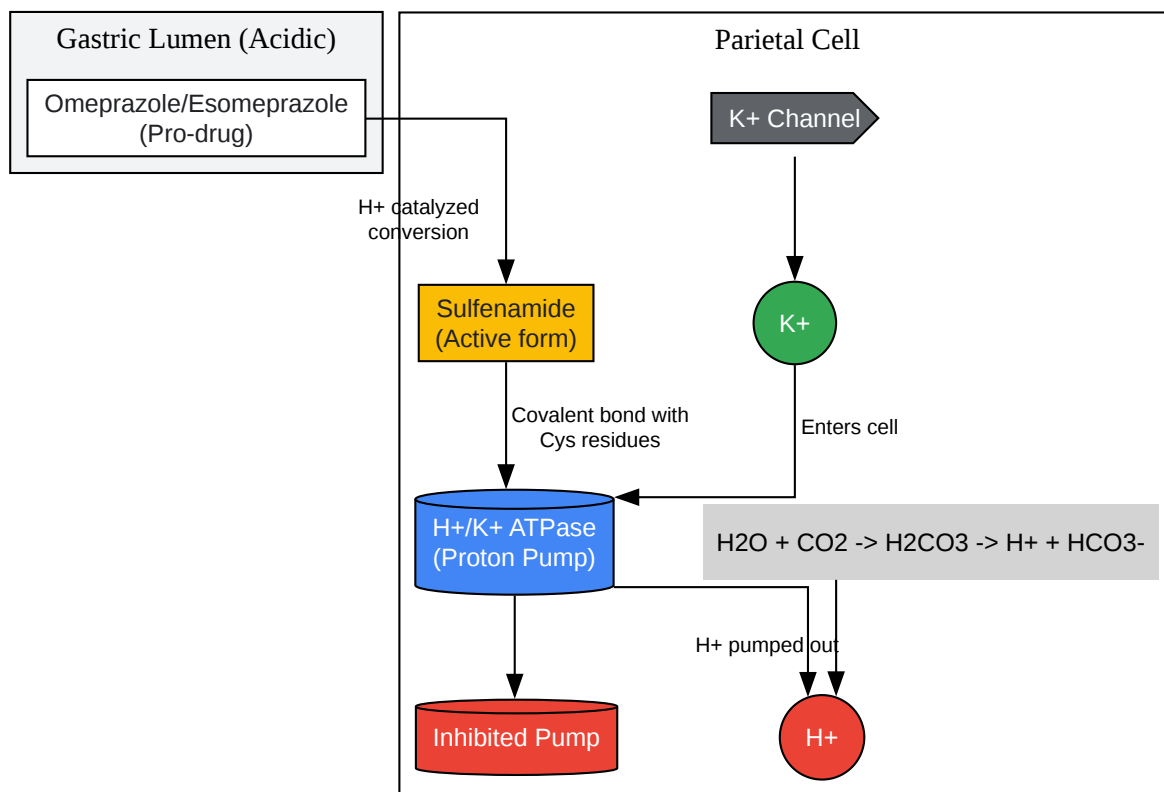 Gastric Lumen (Acidic)
Omeprazole/Esomeprazole
(Pro-drug)
Parietal Cell
K+ Channel
H+ catalyzed
conversion
Sulfenamide
(Active form)
K+
Covalent bond with
Cys residues
Enters cell
H+/K+ ATPase
(Proton Pump)
H2O + CO2 -> H2CO3 -> H+ + HCO3-
H+ pumped out
Inhibited Pump
H+